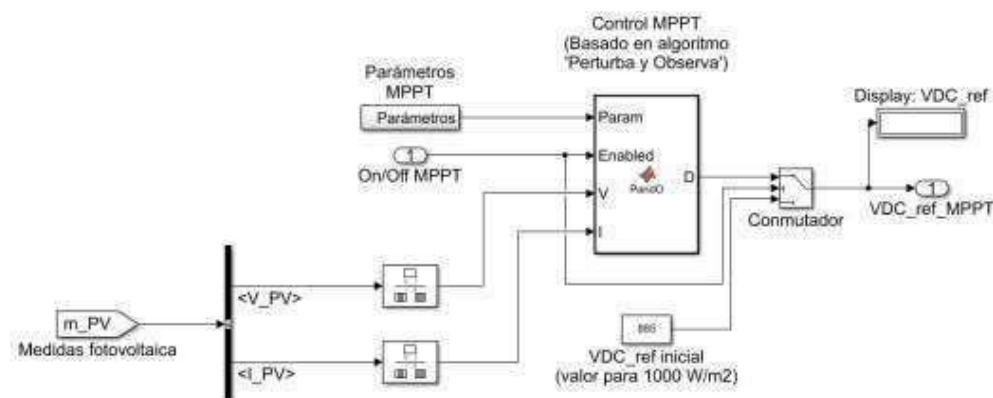 Control MPPT
(Basado en algoritmo
'Perturba y Observa')
Parámetros
MPPT
Parámetros
Param
Display: VDC_ref
1
On/Off MPPT
Enabled
PandO
D
V
I
Conmutador
1
VDC_ref_MPPT
<V_PV>
m_PV
Medidas fotovoltaica
<I_PV>
VDC_ref inicial
(valor para 1000 W/m2)